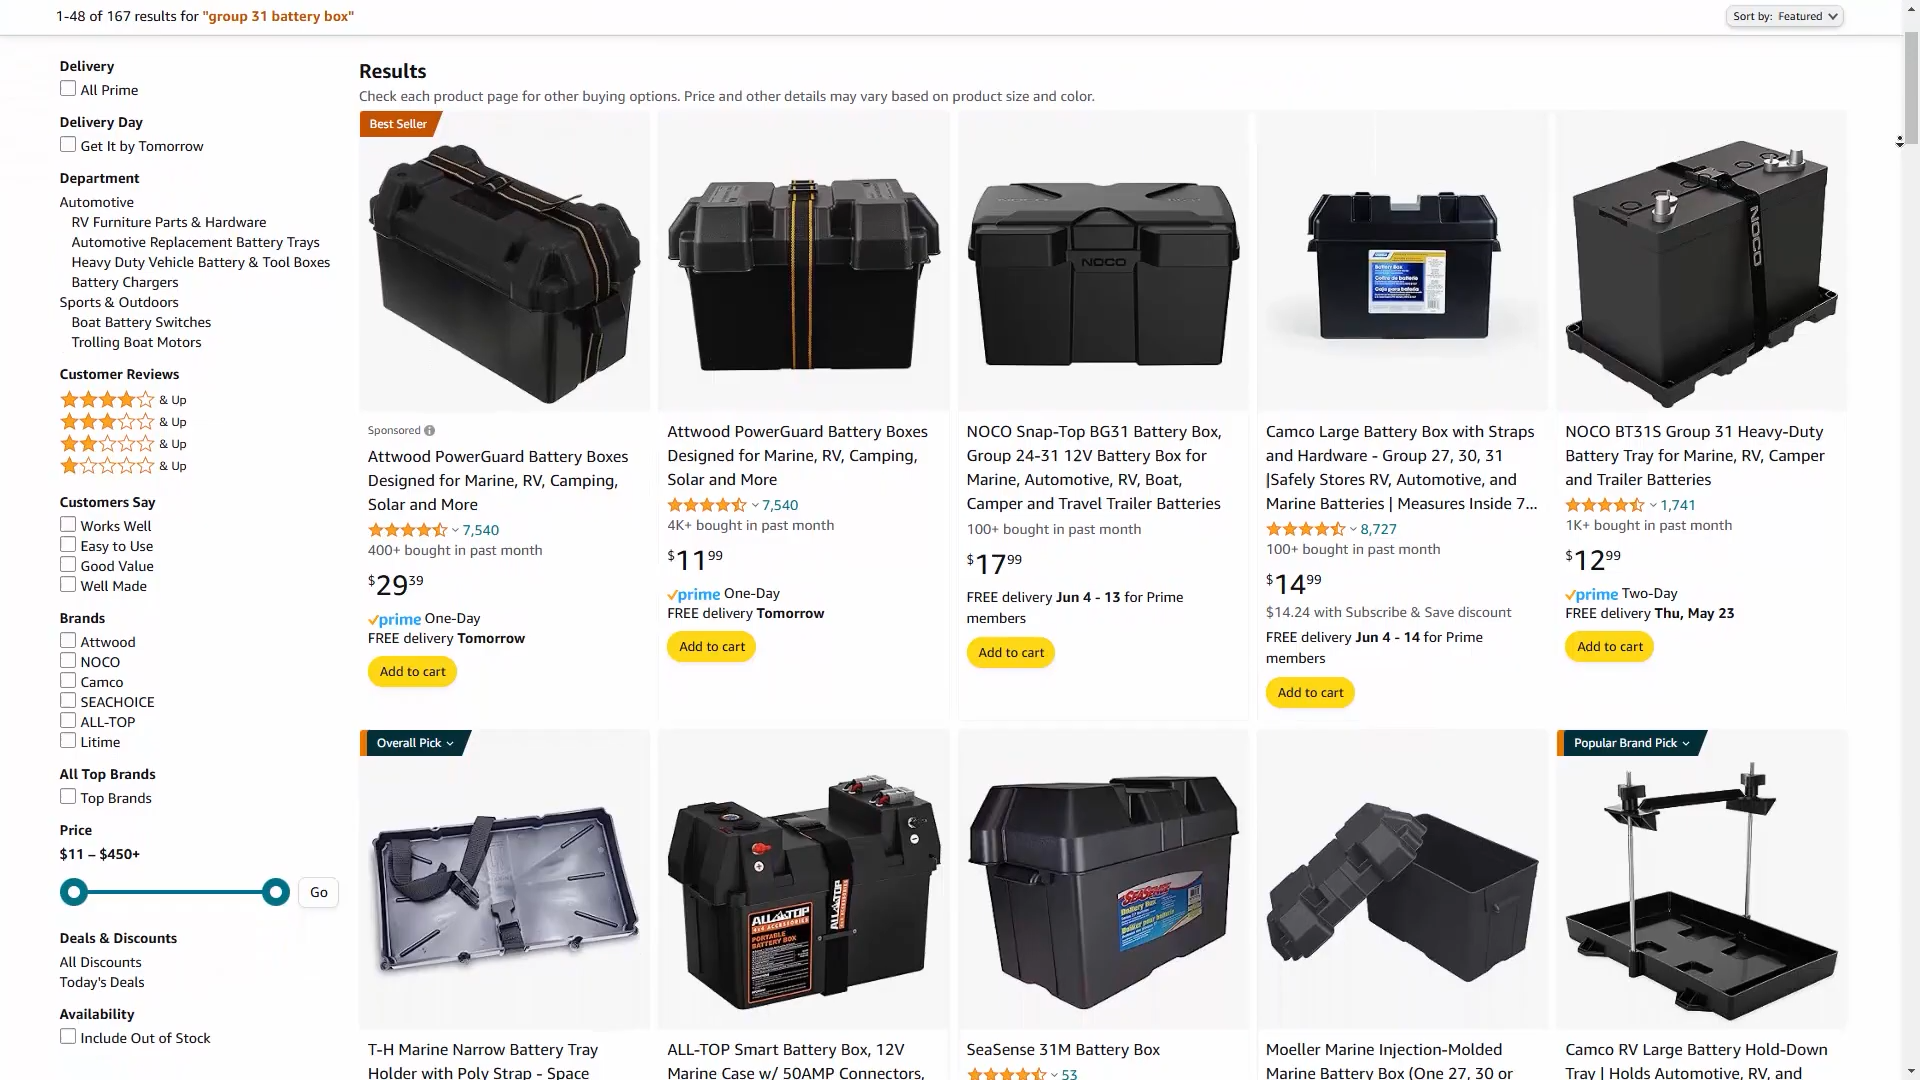 1-48 of 167 results for "group 31 battery box"
Sort by: Featured
Delivery
All Prime
Delivery Day
Get It by Tomorrow
Department
Automotive
RV Furniture Parts & Hardware
Automotive Replacement Battery Trays
Heavy Duty Vehicle Battery & Tool Boxes
Battery Chargers
Sports & Outdoors
Boat Battery Switches
Trolling Boat Motors
Customer Reviews
& Up
& Up
& Up
& Up
Customers Say
Works Well
Easy to Use
Good Value
Well Made
Brands
Attwood
NOCO
Camco
SEACHOICE
ALL-TOP
Litime
All Top Brands
Top Brands
Price
$11 – $450+
Go
Deals & Discounts
All Discounts
Today's Deals
Availability
Include Out of Stock
Results
Check each product page for other buying options. Price and other details may vary based on product size and color.
Best Seller
Sponsored
Attwood PowerGuard Battery Boxes
Designed for Marine, RV, Camping,
Solar and More
7,540
400+ bought in past month
$29.39
prime One-Day
FREE delivery Tomorrow
Add to cart
Attwood PowerGuard Battery Boxes
Designed for Marine, RV, Camping,
Solar and More
7,540
4K+ bought in past month
$11.99
prime One-Day
FREE delivery Tomorrow
Add to cart
NOCO
NOCO Snap-Top BG31 Battery Box,
Group 24-31 12V Battery Box for
Marine, Automotive, RV, Boat,
Camper and Travel Trailer Batteries
100+ bought in past month
$17.99
FREE delivery Jun 4 - 13 for Prime
members
Add to cart
Battery Box
Camco Large Battery Box with Straps
and Hardware - Group 27, 30, 31
|Safely Stores RV, Automotive, and
Marine Batteries | Measures Inside 7...
8,727
100+ bought in past month
$14.99
$14.24 with Subscribe & Save discount
FREE delivery Jun 4 - 14 for Prime
members
Add to cart
NOCO
NOCO BT31S Group 31 Heavy-Duty
Battery Tray for Marine, RV, Camper
and Trailer Batteries
1,741
1K+ bought in past month
$12.99
prime Two-Day
FREE delivery Thu, May 23
Add to cart
Overall Pick
T-H Marine Narrow Battery Tray
Holder with Poly Strap - Space
ALL-TOP
PORTABLE
BATTERY BOX
ALL-TOP
ALL-TOP Smart Battery Box, 12V
Marine Case w/ 50AMP Connectors,
SeaSense
Battery Box
SeaSense 31M Battery Box
53
Moeller Marine Injection-Molded
Marine Battery Box (One 27, 30 or
Popular Brand Pick
Camco RV Large Battery Hold-Down
Tray | Holds Automotive, RV, and